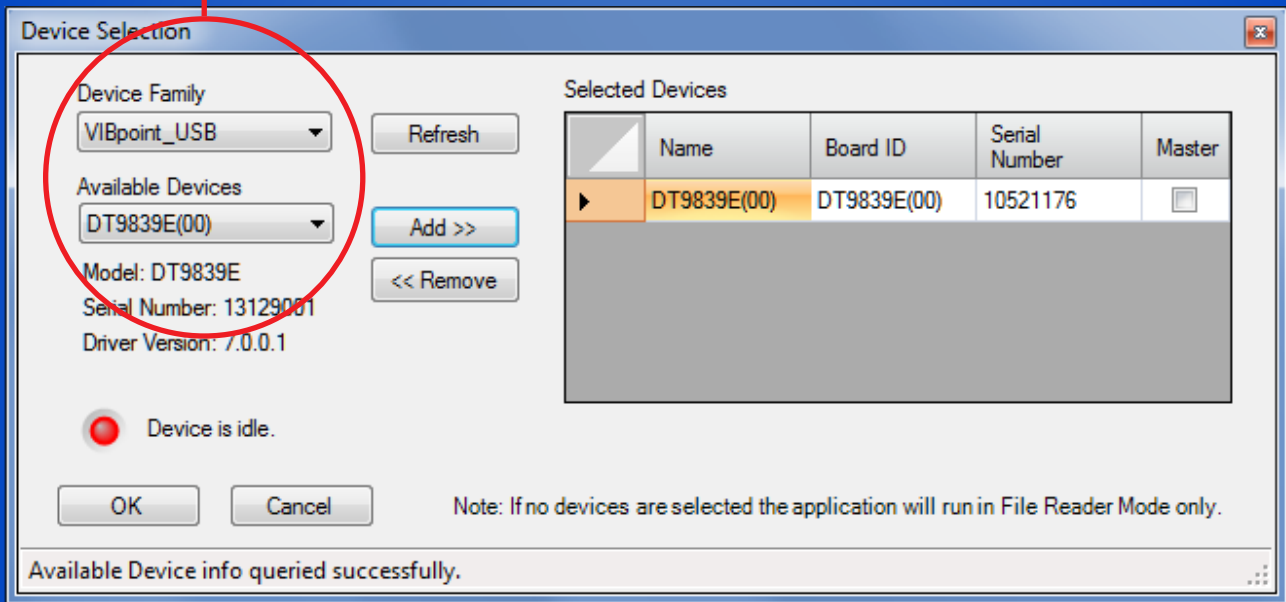 Device Selection
Device Family
VIBpoint_USB
Refresh
Available Devices
DT9839E(00)
Add >>
Model: DT9839E
<< Remove
Serial Number: 13129001
Driver Version: 7.0.0.1
Device is idle.
OK
Cancel
Selected Devices
Name Board ID Serial Number Master
DT9839E(00) DT9839E(00) 10521176
Note: If no devices are selected the application will run in File Reader Mode only.
Available Device info queried successfully.